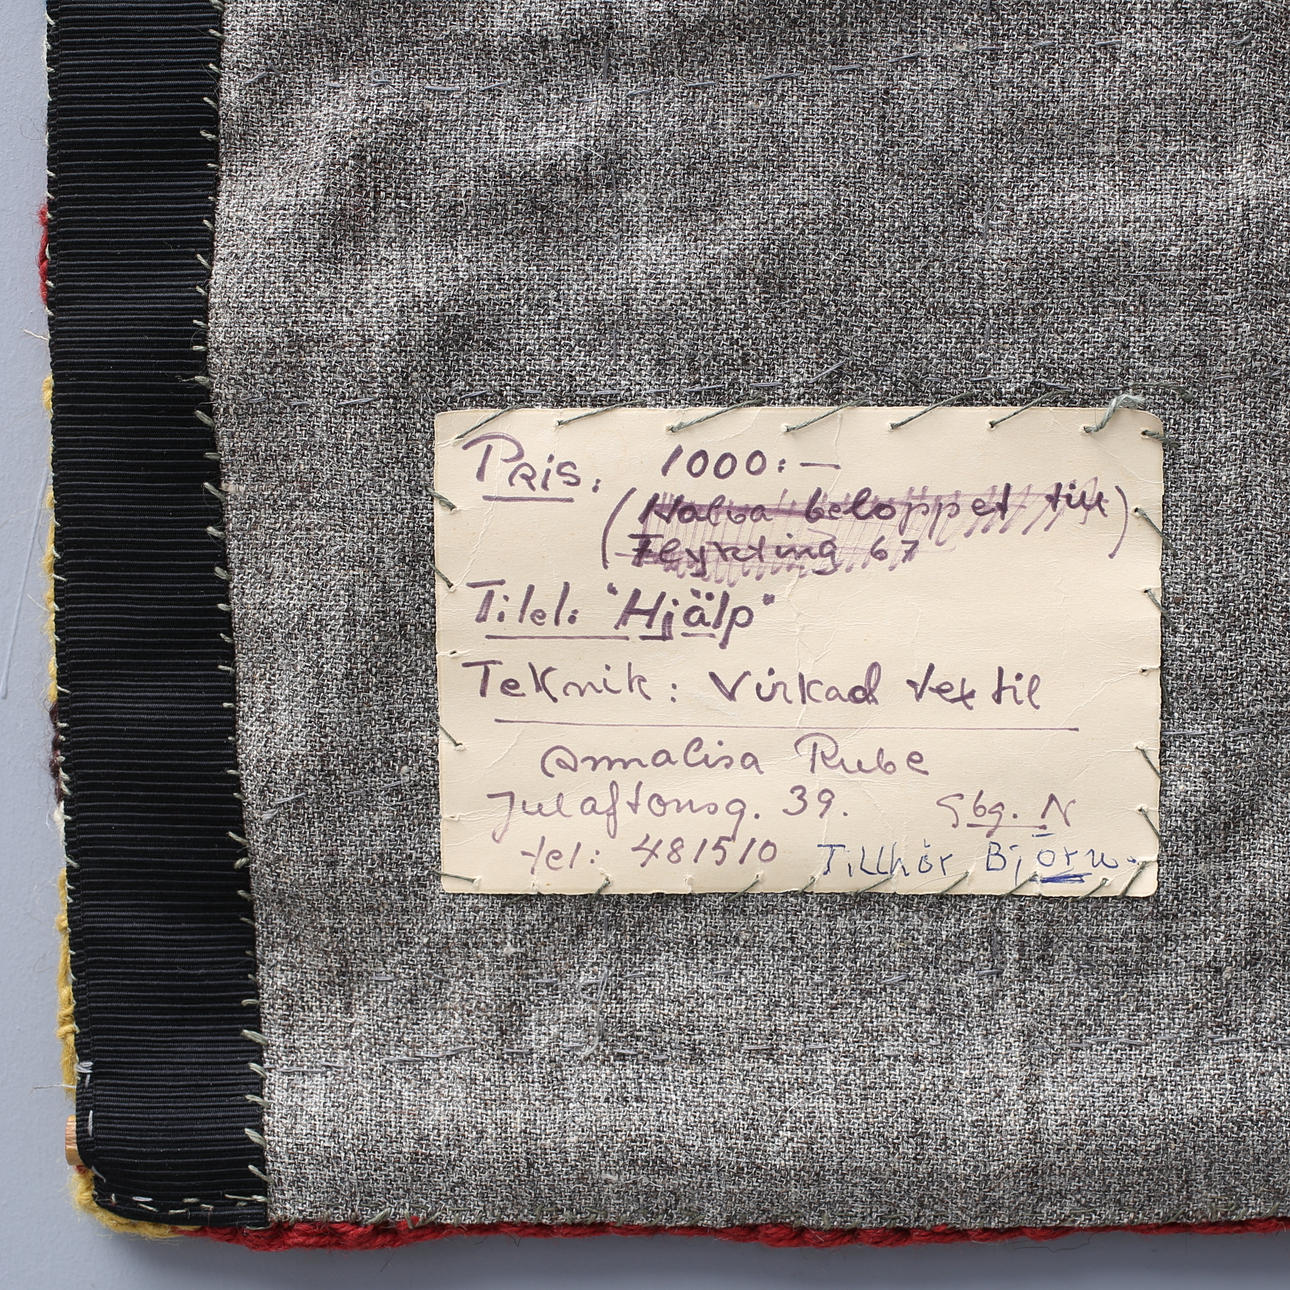 Pris: 1000:—
(Halva beloppet till)
Flykting 67
Titel: "Hjälp"
Teknik: Virkad textil
Annalisa Rube
Julaftonsg. 39. Gbg. N
tel: 481510 Tillhör Björn.